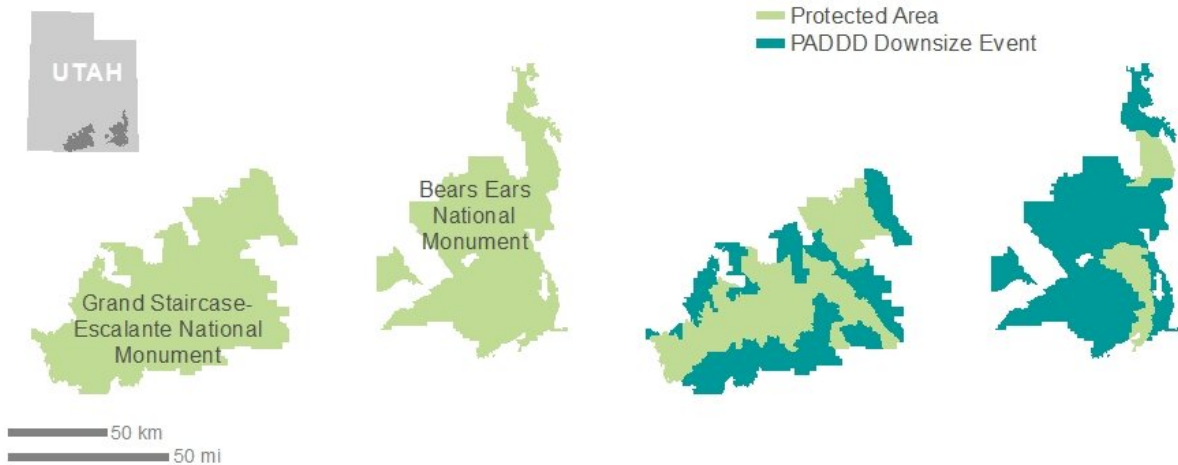 Protected Area
PADDD Downsize Event
UTAH
Bears Ears
National
Monument
Grand Staircase-
Escalante National
Monument
50 km
50 mi